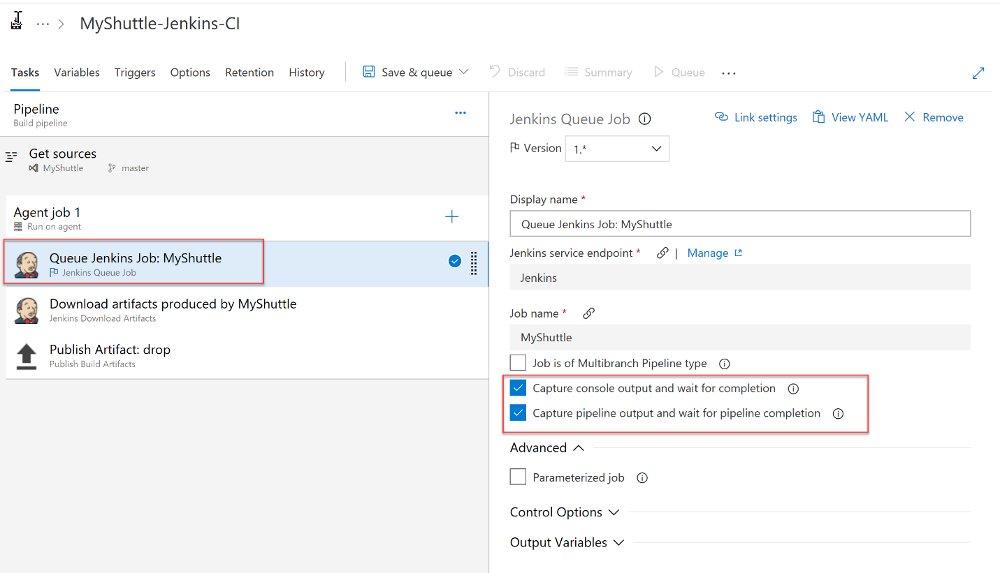 ... > MyShuttle-Jenkins-CI
Tasks Variables Triggers Options Retention History Save & queue Discard Summary Queue ...
Pipeline
Build pipeline
Get sources
MyShuttle master
Agent job 1
Run on agent
Queue Jenkins Job: MyShuttle
Jenkins Queue Job
Download artifacts produced by MyShuttle
Jenkins Download Artifacts
Publish Artifact: drop
Publish Build Artifacts
Jenkins Queue Job Link settings View YAML Remove
Version 1.*
Display name *
Queue Jenkins Job: MyShuttle
Jenkins service endpoint * | Manage
Jenkins
Job name *
MyShuttle
Job is of Multibranch Pipeline type
Capture console output and wait for completion
Capture pipeline output and wait for pipeline completion
Advanced
Parameterized job
Control Options
Output Variables